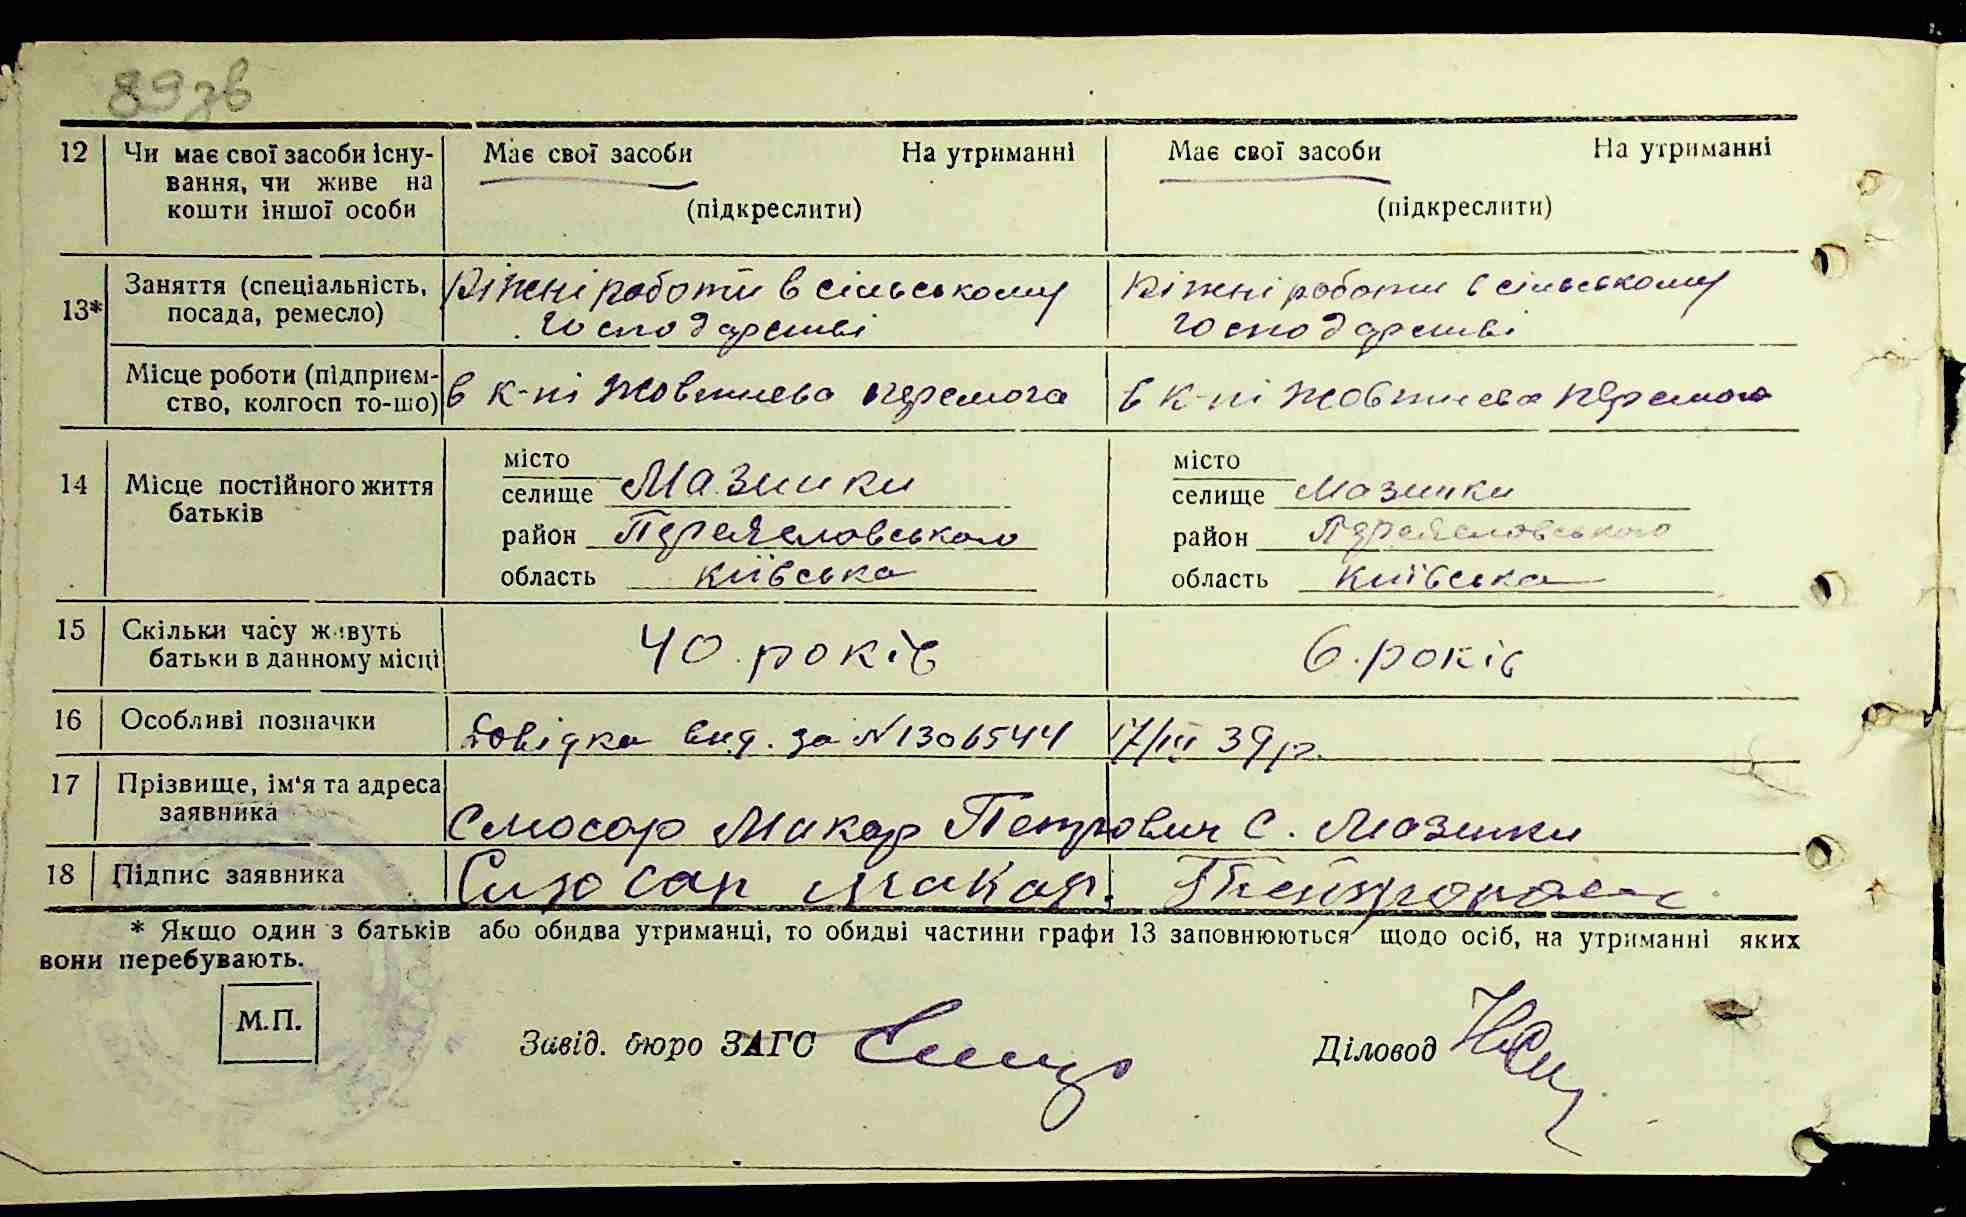 89зв
12 Чи має свої засоби існу- Має свої засоби На утриманні Має свої засоби На утриманні
вання, чи живе на
кошти іншої особи (підкреслити) (підкреслити)
13* Заняття (спеціальність, Ріжні роботи в сільському Ріжні роботи в сільському
посада, ремесло) господарстві господарстві
Місце роботи (підприєм- в к-пі Жовтнева перемога в к-пі Жовтнева перемога
ство, колгосп то-шо)
14 Місце постійного життя
батьків
місто місто
селище Мазинки селище Мазинки
район Переяславського район Переяславського
область Київська область Київська
15 Скільки часу живуть 40 років 6 років
батьки в данному місці
16 Особливі позначки Довідка вид. за №1306544 17/III 39 р.
17 Прізвище, ім'я та адреса
заявника Слюсар Макар Петрович с. Мазинки
18 Підпис заявника Слюсар Макар
* Якщо один з батьків або обидва утриманці, то обидві частини графи 13 заповнюються щодо осіб, на утриманні яких
вони перебувають.
М.П.
Завід. бюро ЗАГС Діловод